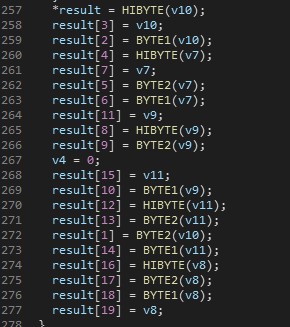 257 *result = HIBYTE(v10);
258 result[3] = v10;
259 result[2] = BYTE1(v10);
260 result[4] = HIBYTE(v7);
261 result[7] = v7;
262 result[5] = BYTE2(v7);
263 result[6] = BYTE1(v7);
264 result[11] = v9;
265 result[8] = HIBYTE(v9);
266 result[9] = BYTE2(v9);
267 v4 = 0;
268 result[15] = v11;
269 result[10] = BYTE1(v9);
270 result[12] = HIBYTE(v11);
271 result[13] = BYTE2(v11);
272 result[1] = BYTE2(v10);
273 result[14] = BYTE1(v11);
274 result[16] = HIBYTE(v8);
275 result[17] = BYTE2(v8);
276 result[18] = BYTE1(v8);
277 result[19] = v8;
278 }